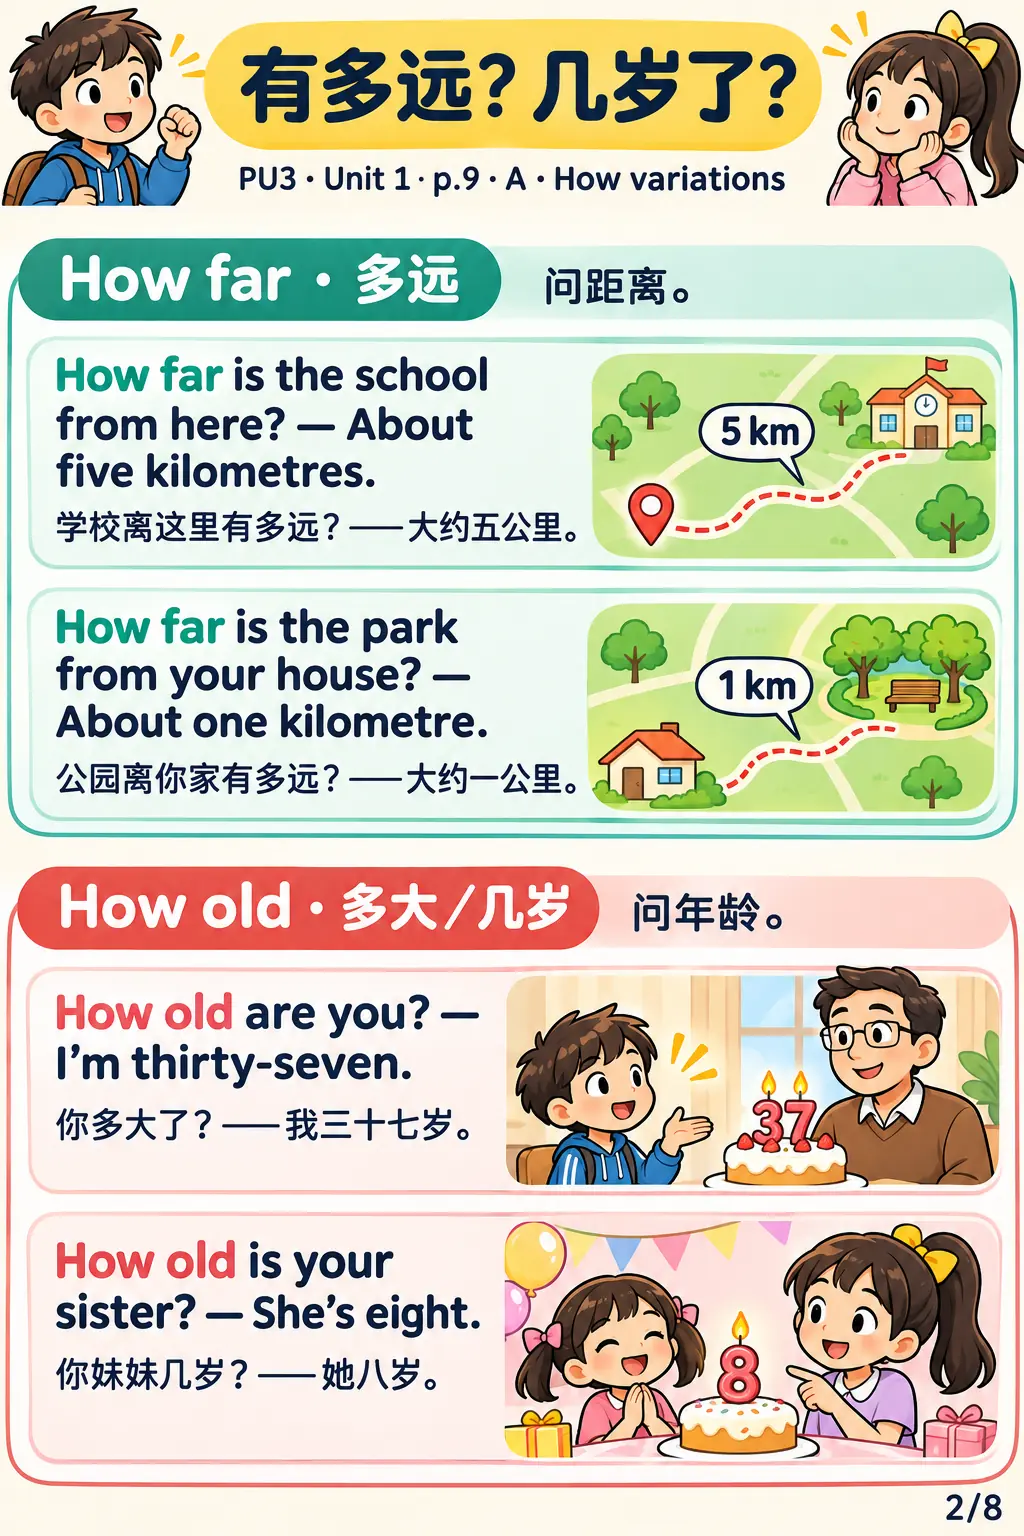 有多远？几岁了？
PU3 · Unit 1 · p.9 · A · How variations
How far · 多远
问距离。
How far is the school
from here? — About
five kilometres.
学校离这里有多远？——大约五公里。
5 km
How far is the park
from your house? —
About one kilometre.
公园离你家有多远？——大约一公里。
1 km
How old · 多大/几岁
问年龄。
How old are you? —
I'm thirty-seven.
你多大了？——我三十七岁。
37
How old is your
sister? — She's eight.
你妹妹几岁？——她八岁。
8
2/8